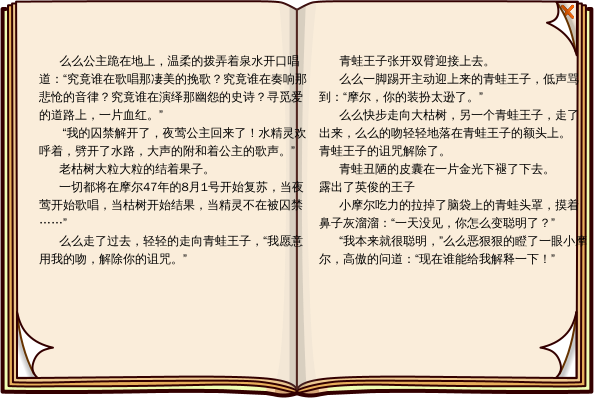 么么公主跪在地上，温柔的拨弄着泉水开口唱
道：“究竟谁在歌唱那凄美的挽歌？究竟谁在奏响那
悲怆的音律？究竟谁在演绎那幽怨的史诗？寻觅爱
的道路上，一片血红。”
“我的囚禁解开了，夜莺公主回来了！水精灵欢
呼着，劈开了水路，大声的附和着公主的歌声。”
老枯树大粒大粒的结着果子。
一切都将在摩尔47年的8月1号开始复苏，当夜
莺开始歌唱，当枯树开始结果，当精灵不在被囚禁
……”
么么走了过去，轻轻的走向青蛙王子，“我愿意
用我的吻，解除你的诅咒。”
青蛙王子张开双臂迎接上去。
么么一脚踢开主动迎上来的青蛙王子，低声骂
到：“摩尔，你的装扮太逊了。”
么么快步走向大枯树，另一个青蛙王子，走了
出来，么么的吻轻轻地落在青蛙王子的额头上。
青蛙王子的诅咒解除了。
青蛙丑陋的皮囊在一片金光下褪了下去。
露出了英俊的王子
小摩尔吃力的拉掉了脑袋上的青蛙头罩，摸着
鼻子灰溜溜：“一天没见，你怎么变聪明了？”
“我本来就很聪明，”么么恶狠狠的瞪了一眼小摩
尔，高傲的问道：“现在谁能给我解释一下！”